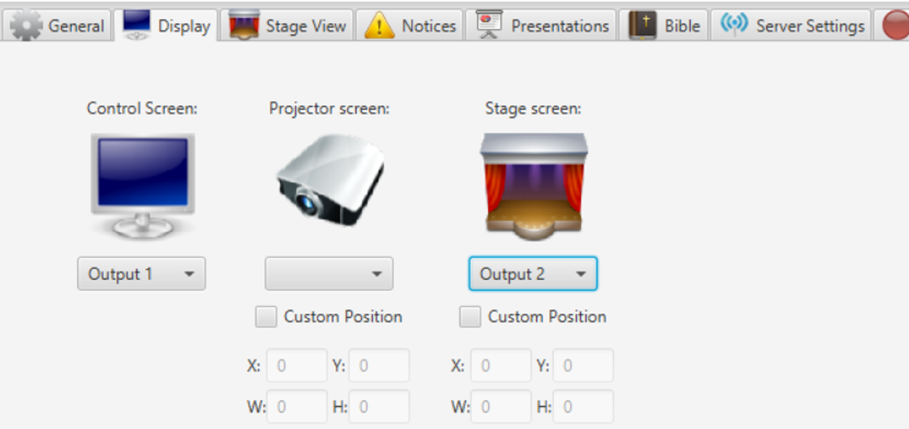 General Display Stage View Notices Presentations Bible Server Settings
Control Screen: Projector screen: Stage screen:
Output 1 Output 2
Custom Position Custom Position
X: 0 Y: 0 X: 0 Y: 0
W: 0 H: 0 W: 0 H: 0